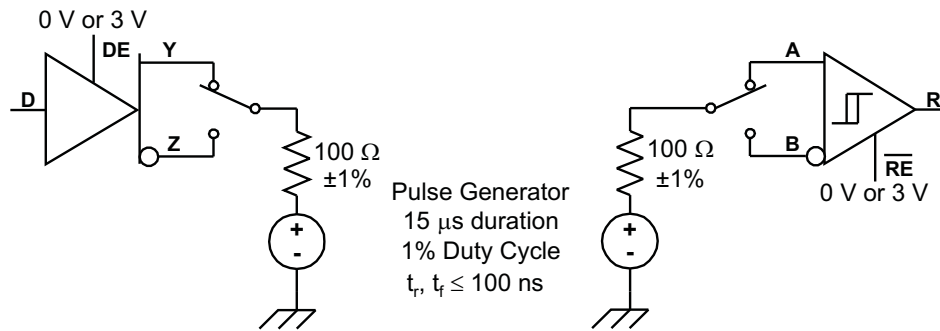 0 V or 3 V
DE
Y
D
Z
100 Ω
±1%
Pulse Generator
15 μs duration
1% Duty Cycle
tr, tf ≤ 100 ns
A
B
R
100 Ω
±1%
RE
0 V or 3 V
+
-
+
-